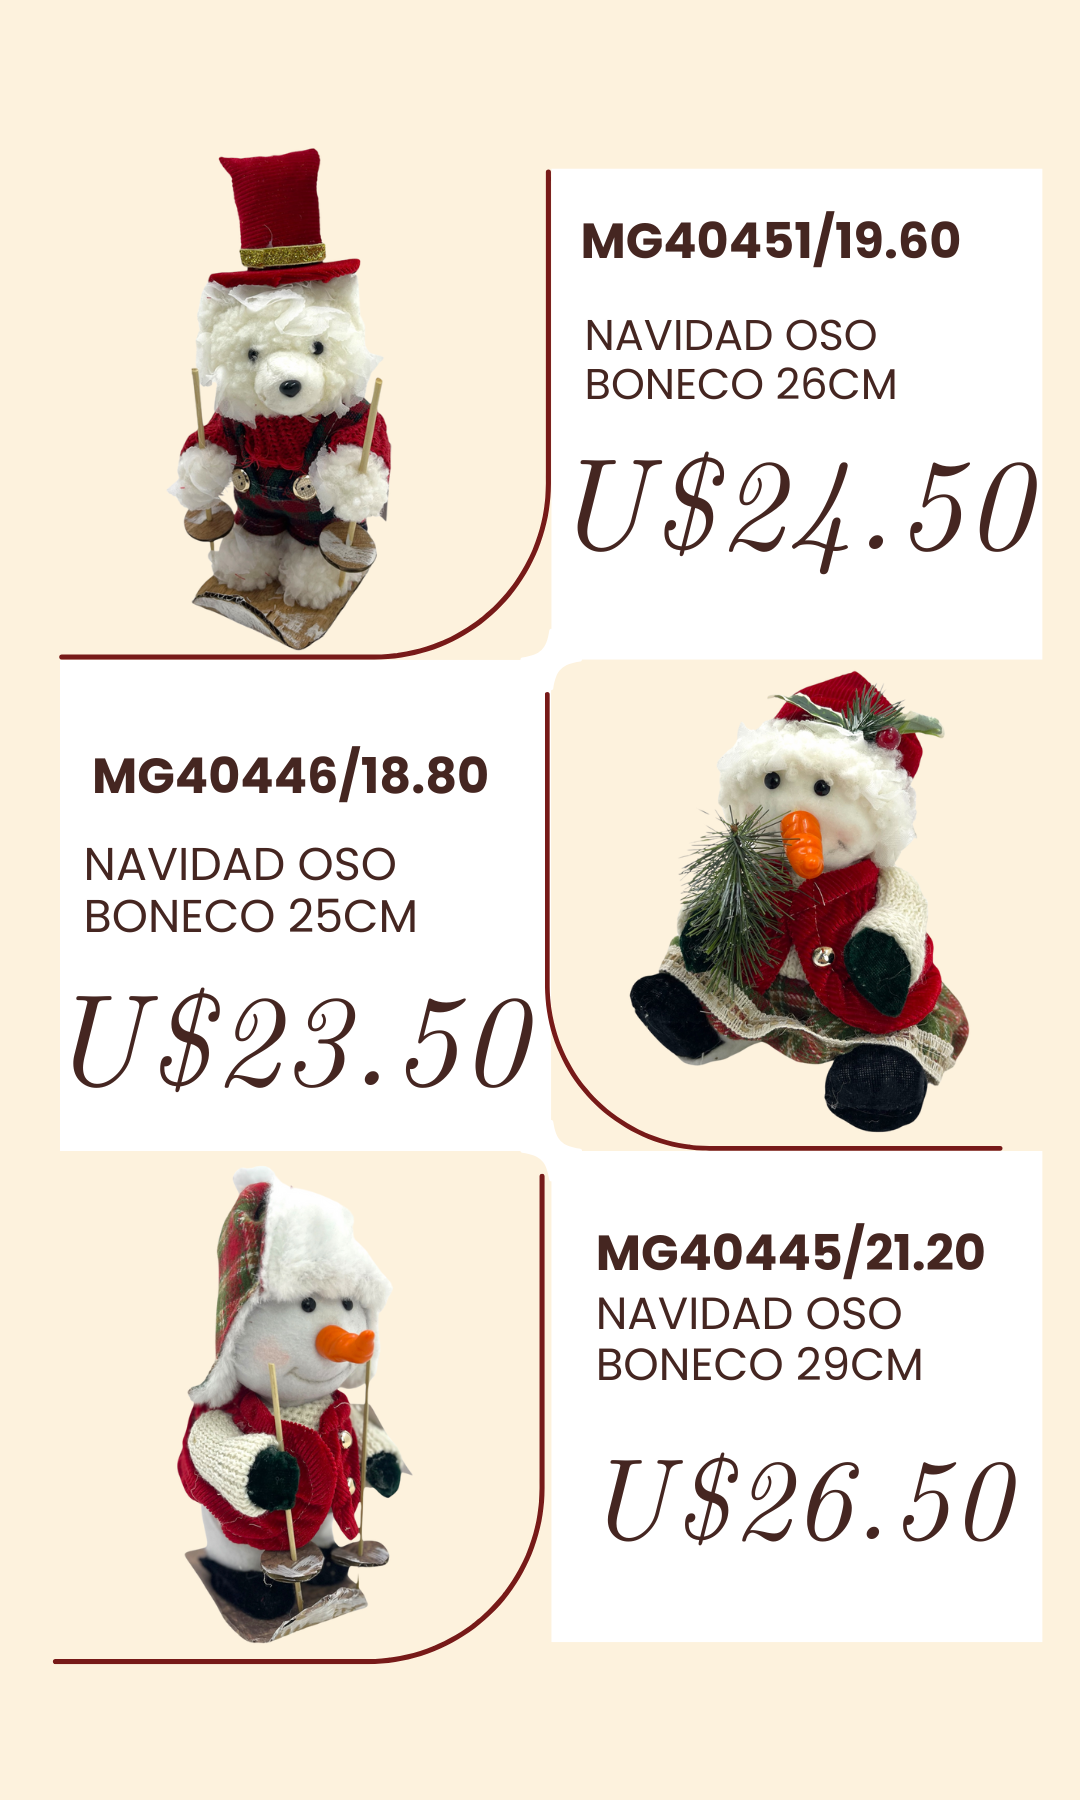 MG40451/19.60
NAVIDAD OSO
BONECO 26CM
U$24.50
MG40446/18.80
NAVIDAD OSO
BONECO 25CM
U$23.50
MG40445/21.20
NAVIDAD OSO
BONECO 29CM
U$26.50